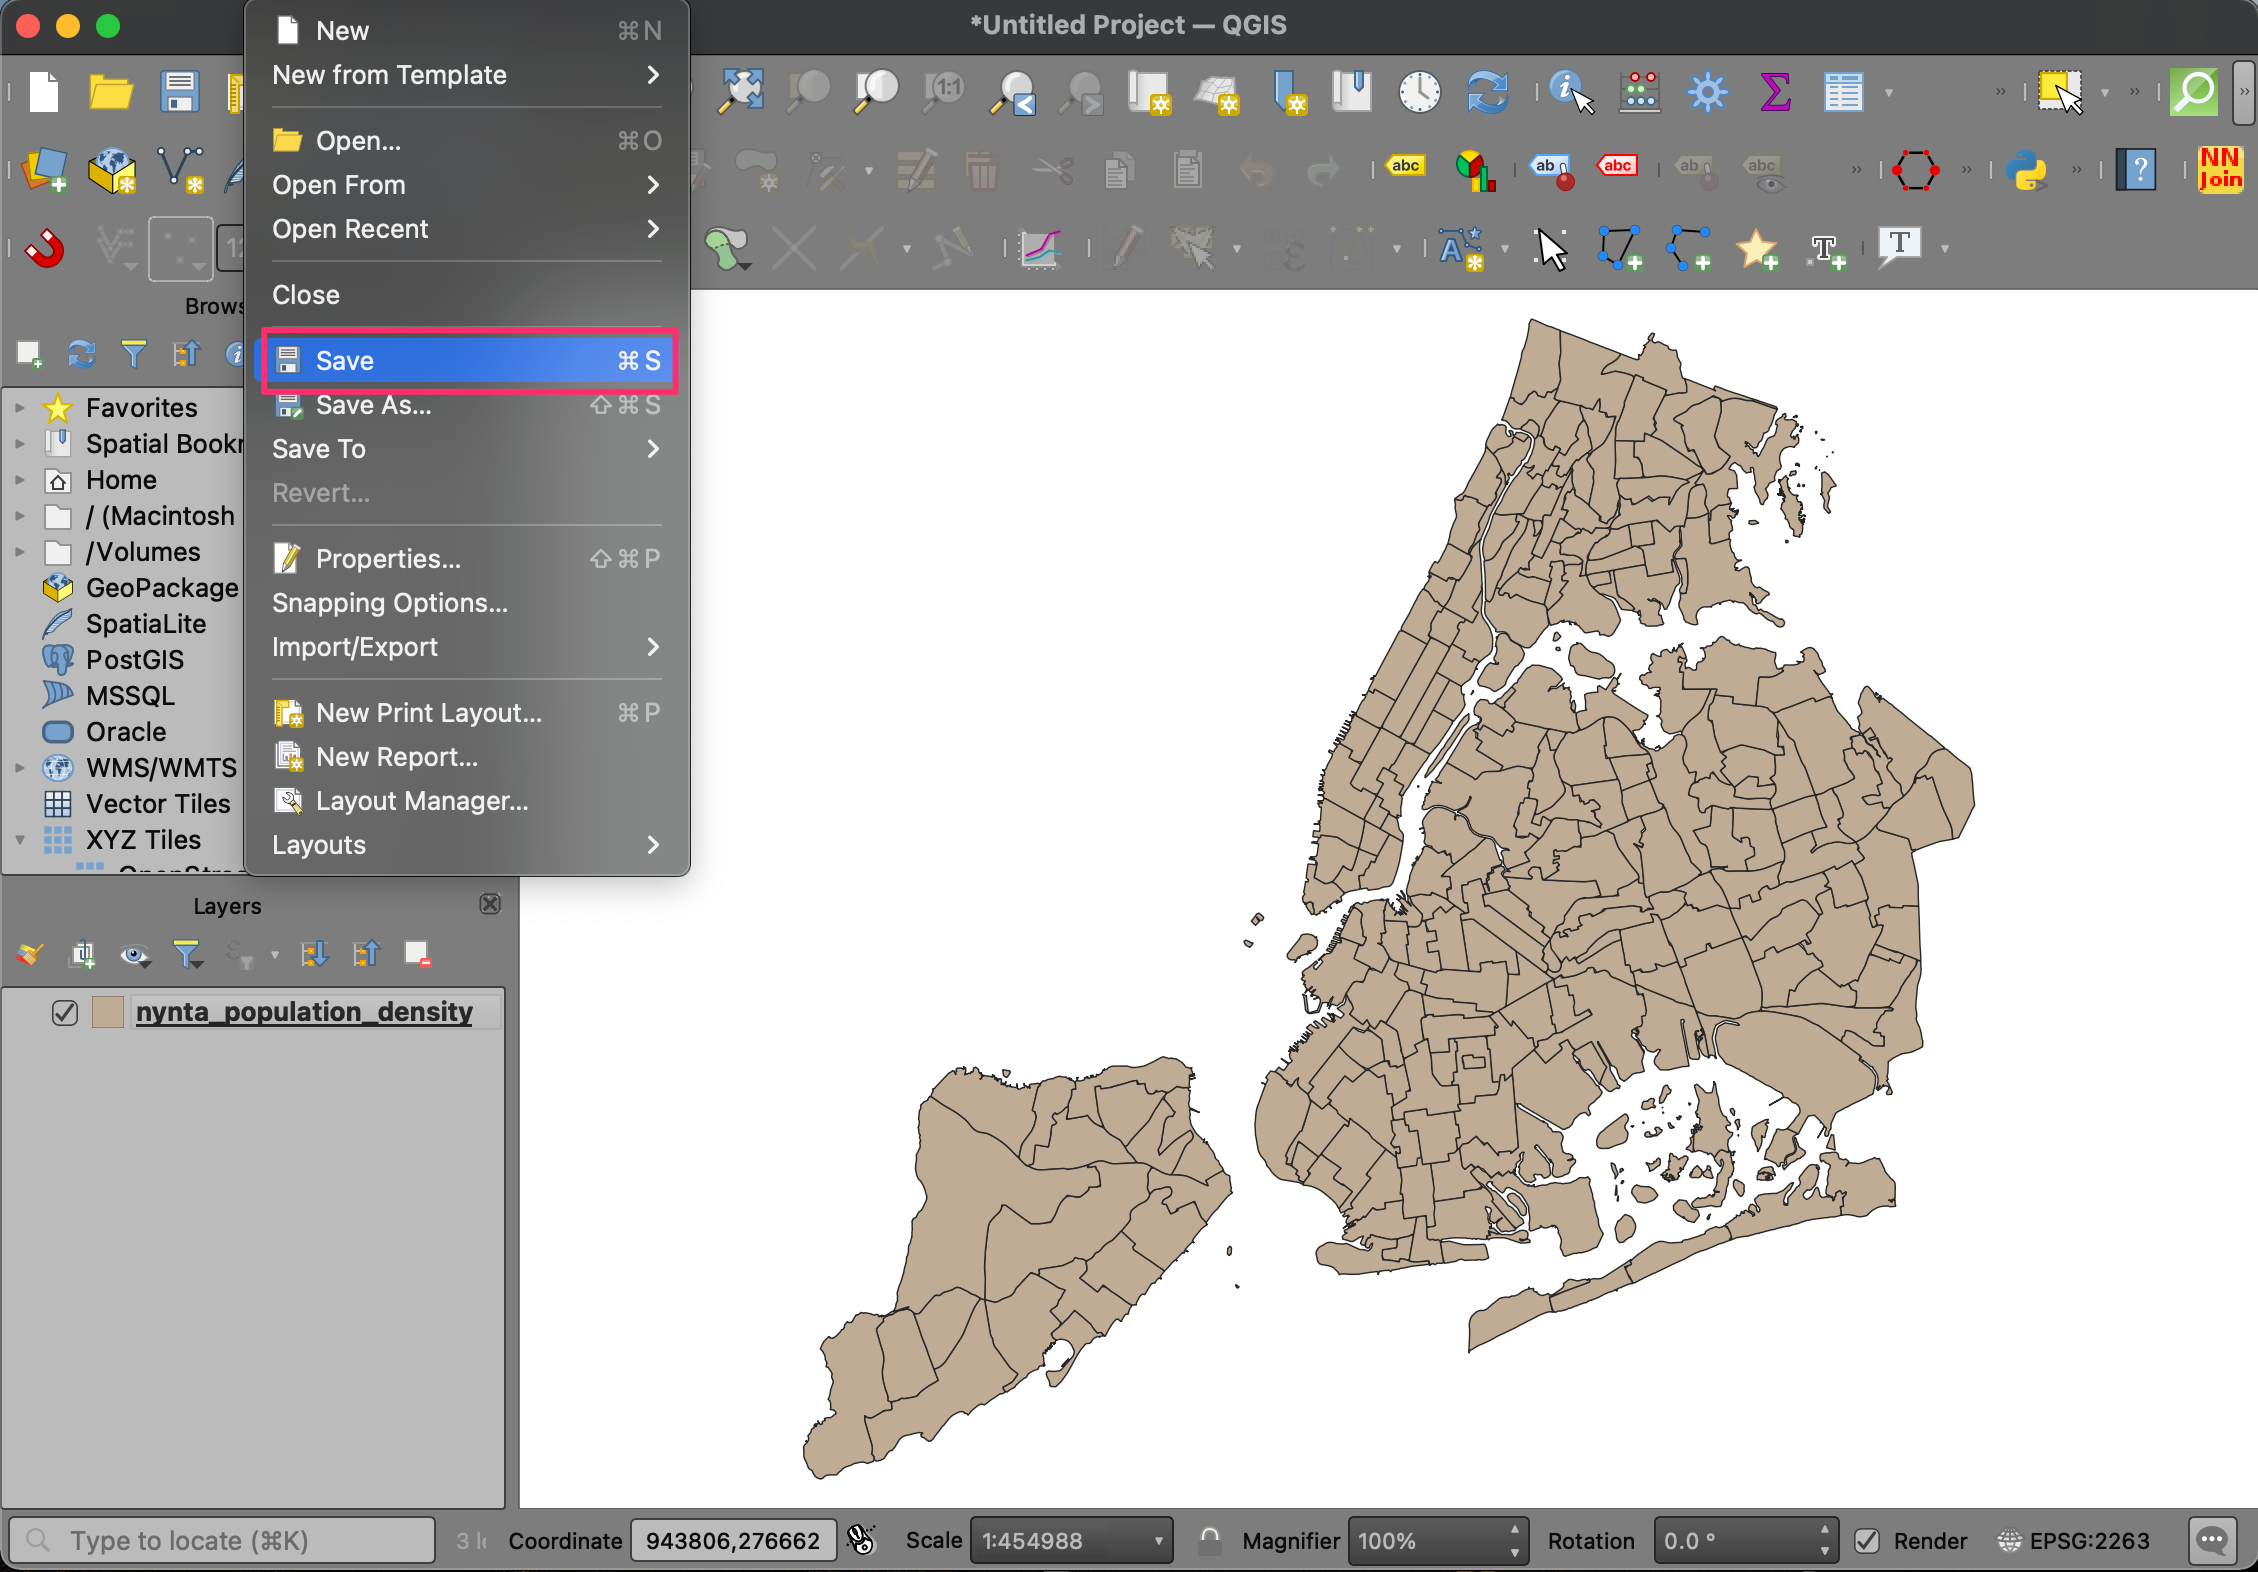 *Untitled Project — QGIS
New ⌘N
New from Template
Open... ⌘O
Open From
Open Recent
Close
Save ⌘S
Save As... ⇧⌘S
Save To
Revert...
Properties... ⇧⌘P
Snapping Options...
Import/Export
New Print Layout... ⌘P
New Report...
Layout Manager...
Layouts
1:1
abc
ab
abc
ab
abc
?
NN
Join
12
A
T
T
Brows
Favorites
Spatial Bookr
Home
/ (Macintosh
/Volumes
GeoPackage
SpatiaLite
PostGIS
MSSQL
Oracle
WMS/WMTS
Vector Tiles
XYZ Tiles
Layers
nynta_population_density
Type to locate (⌘K) 3 Coordinate 943806,276662 Scale 1:454988 Magnifier 100% Rotation 0.0 ° Render EPSG:2263